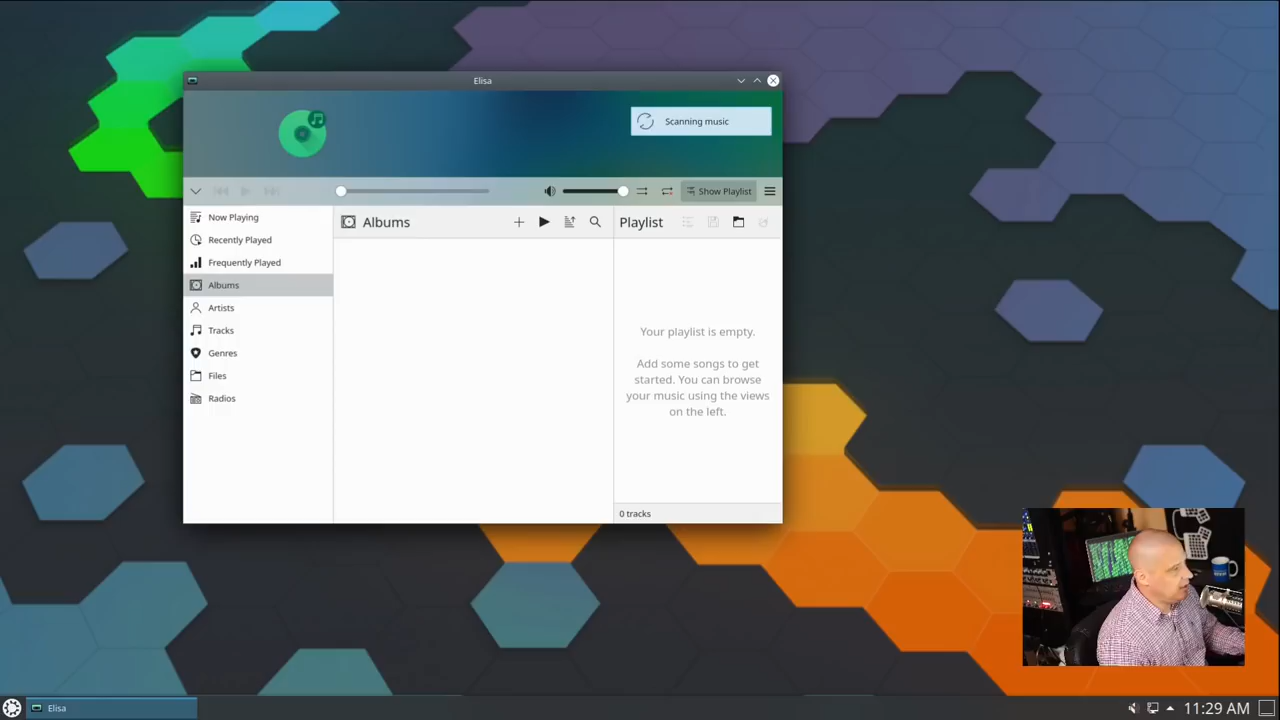 Elisa
Scanning music
Show Playlist
Now Playing
Recently Played
Frequently Played
Albums
Artists
Tracks
Genres
Files
Radios
Albums
Playlist
Your playlist is empty.
Add some songs to get
started. You can browse
your music using the views
on the left.
0 tracks
Elisa
11:29 AM